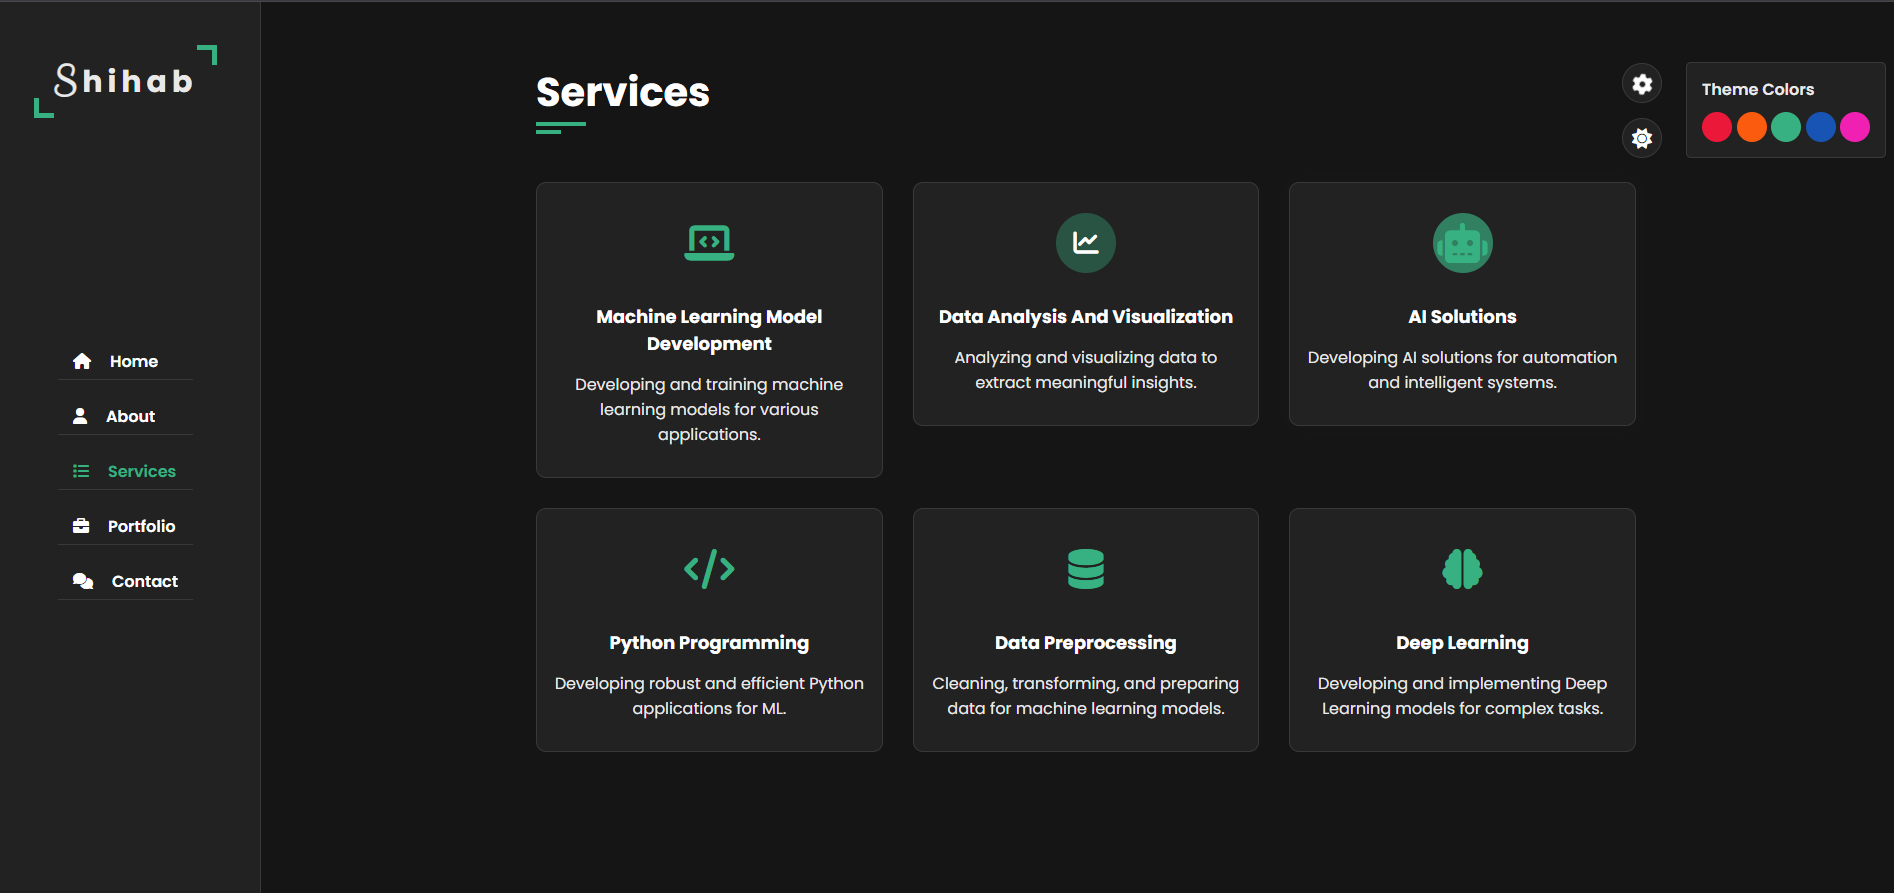 Shihab
Home
About
Services
Portfolio
Contact
Services
Theme Colors
Machine Learning Model
Development
Developing and training machine
learning models for various
applications.
Data Analysis And Visualization
Analyzing and visualizing data to
extract meaningful insights.
AI Solutions
Developing AI solutions for automation
and intelligent systems.
Python Programming
Developing robust and efficient Python
applications for ML.
Data Preprocessing
Cleaning, transforming, and preparing
data for machine learning models.
Deep Learning
Developing and implementing Deep
Learning models for complex tasks.